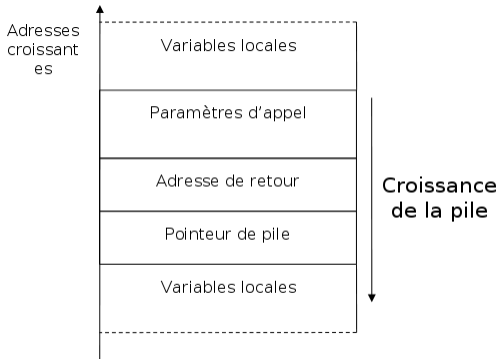 Adresses
croissant
es
Variables locales
Paramètres d’appel
Adresse de retour
Pointeur de pile
Variables locales
Croissance
de la pile